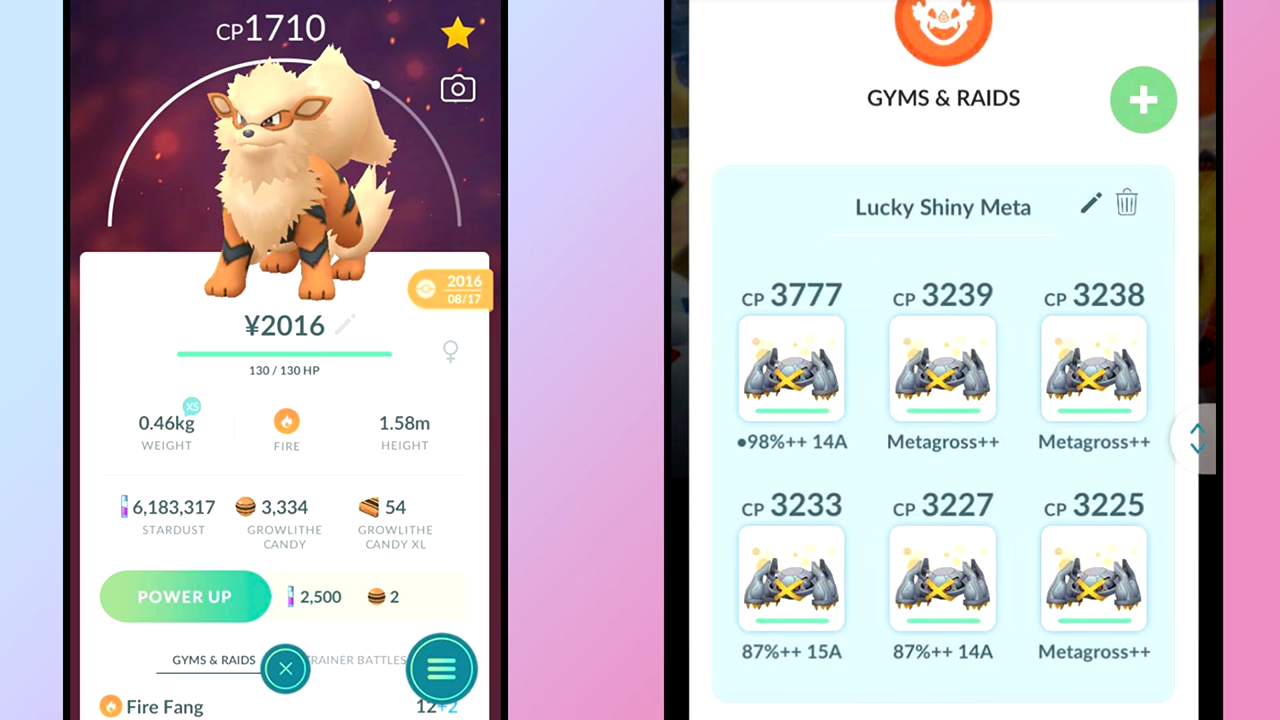 CP1710
2016
08/17
¥2016
130 / 130 HP
XS
0.46kg
WEIGHT
FIRE
1.58m
HEIGHT
6,183,317
STARDUST
3,334
GROWLITHE
CANDY
54
GROWLITHE
CANDY XL
POWER UP
2,500
2
GYMS & RAIDS
TRAINER BATTLES
Fire Fang
12+2
GYMS & RAIDS
Lucky Shiny Meta
CP 3777
CP 3239
CP 3238
●98%++ 14A
Metagross++
Metagross++
CP 3233
CP 3227
CP 3225
87%++ 15A
87%++ 14A
Metagross++